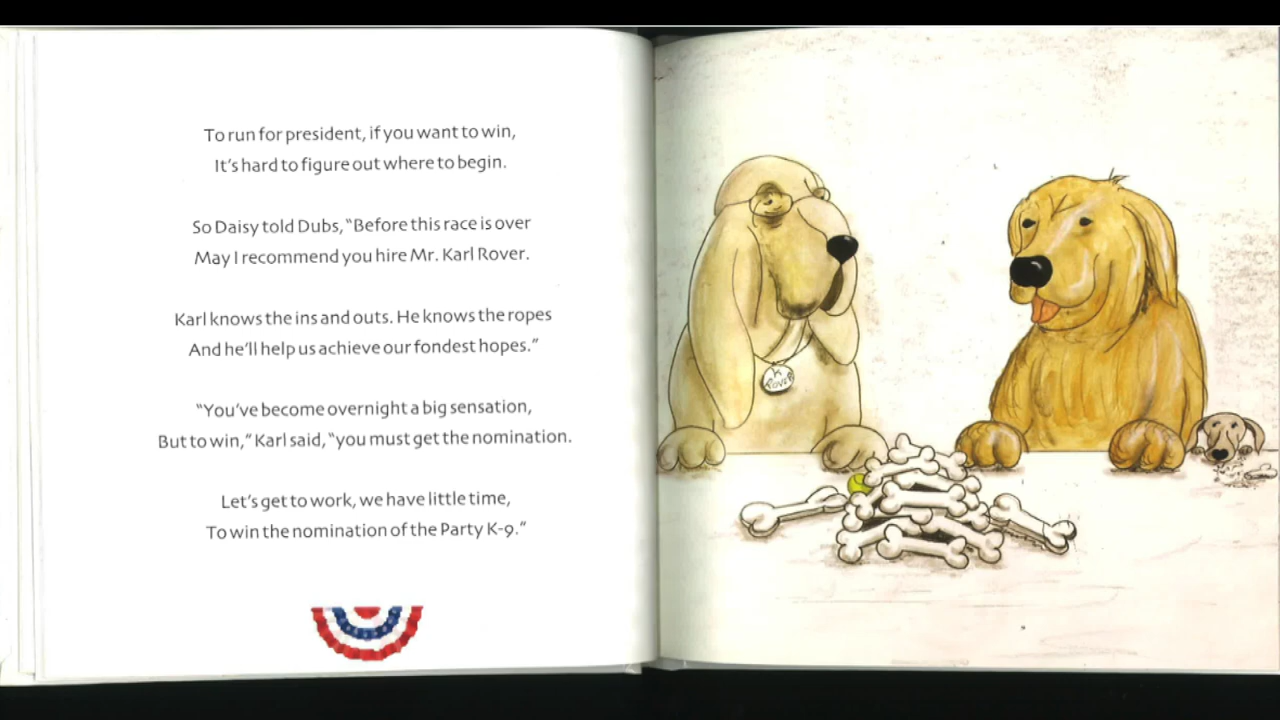 To run for president, if you want to win,
It's hard to figure out where to begin.
So Daisy told Dubs, “Before this race is over
May I recommend you hire Mr. Karl Rover.
Karl knows the ins and outs. He knows the ropes
And he'll help us achieve our fondest hopes.”
“You've become overnight a big sensation,
But to win,” Karl said, “you must get the nomination.
Let's get to work, we have little time,
To win the nomination of the Party K-9.”
K
ROVER